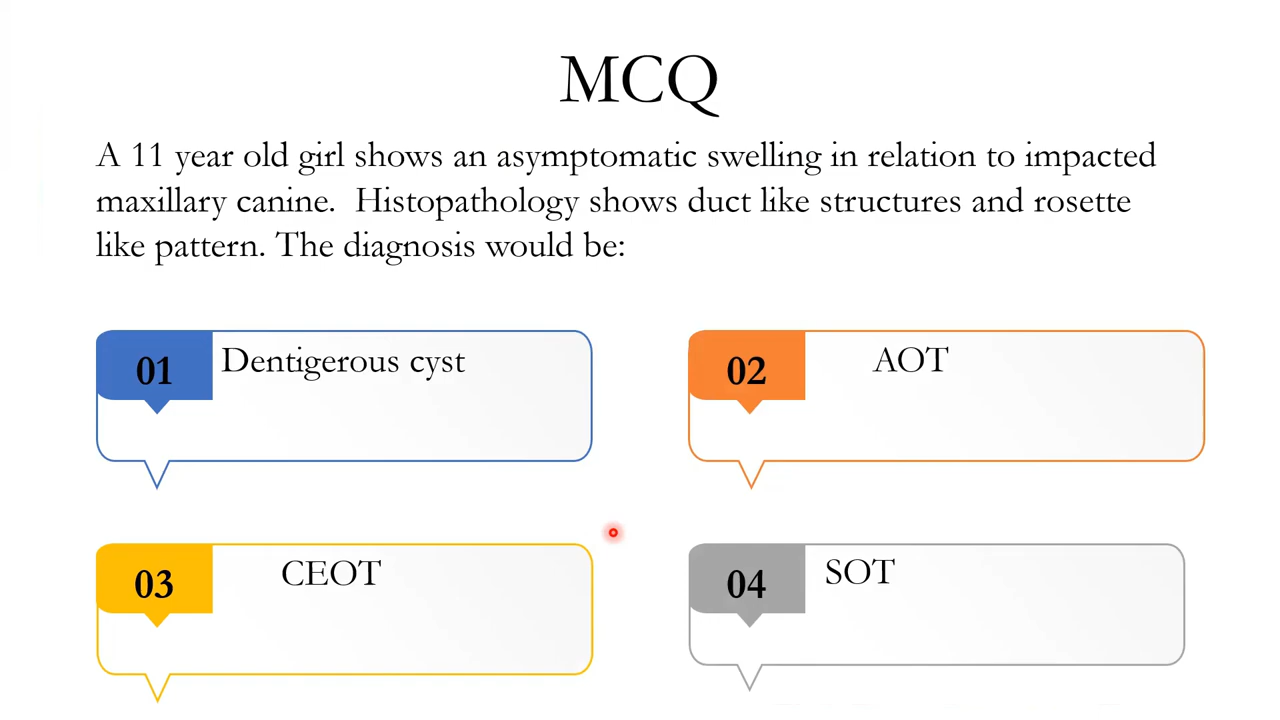 MCQ
A 11 year old girl shows an asymptomatic swelling in relation to impacted
maxillary canine.  Histopathology shows duct like structures and rosette
like pattern. The diagnosis would be:
01 Dentigerous cyst
02 AOT
03 CEOT
04 SOT